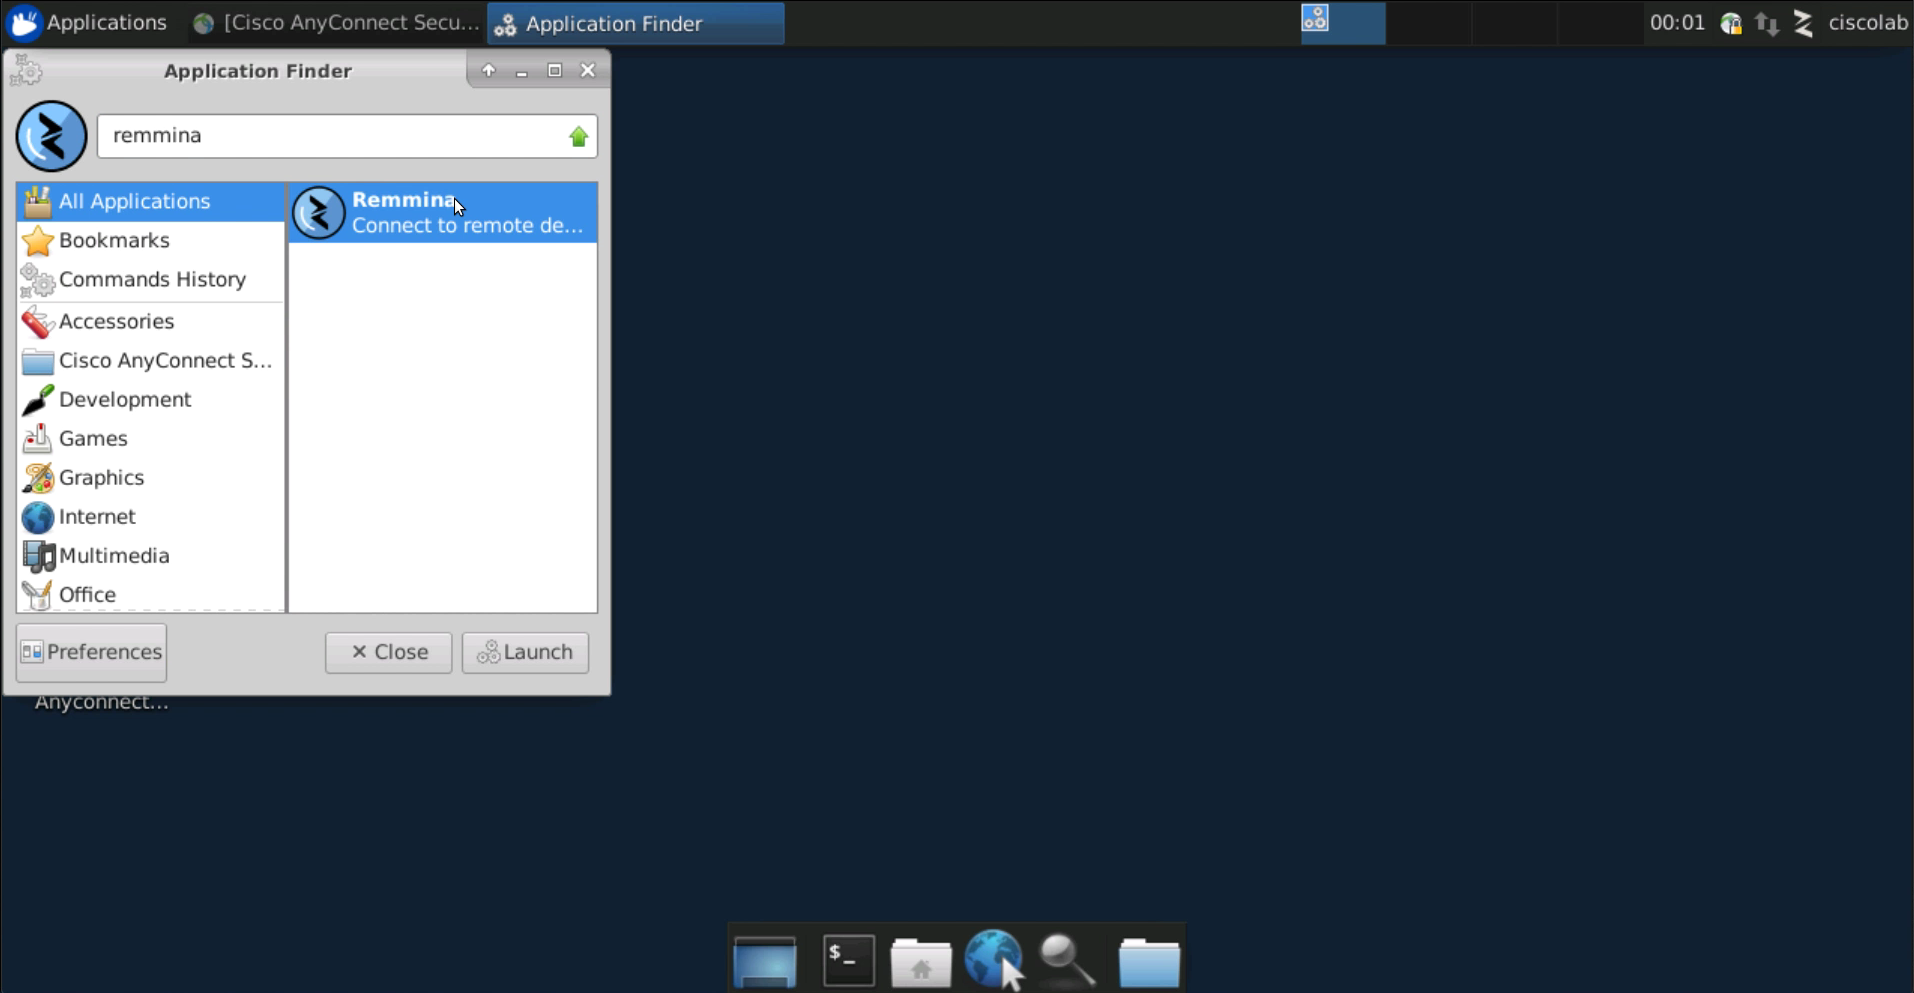 Applications
[Cisco AnyConnect Secu...
Application Finder
00:01
ciscolab
Application Finder
remmina
All Applications
Bookmarks
Commands History
Accessories
Cisco AnyConnect S...
Development
Games
Graphics
Internet
Multimedia
Office
Remmina
Connect to remote de...
Preferences
Close
Launch
Anyconnect...
$_